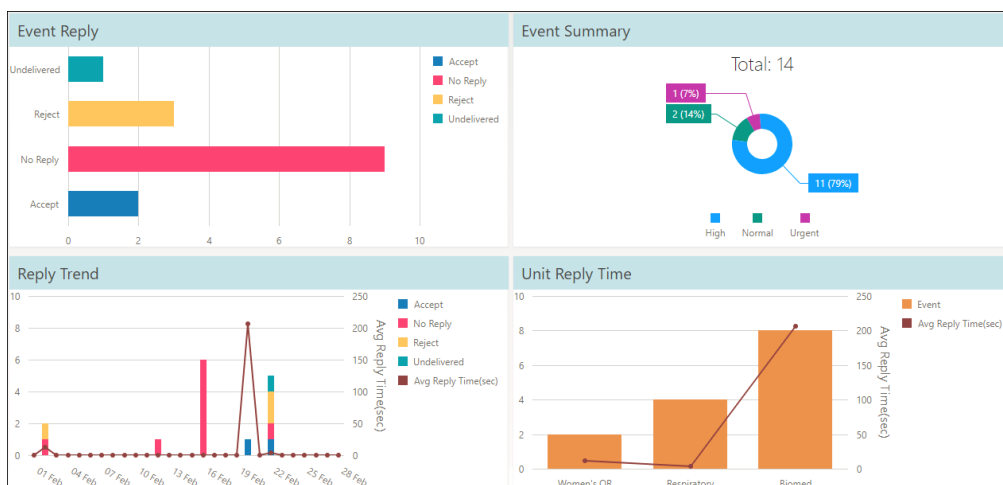 Event Reply
Undelivered
Reject
No Reply
Accept
0 2 4 6 8 10
Accept
No Reply
Reject
Undelivered
Event Summary
Total: 14
1 (7%)
2 (14%)
11 (79%)
High Normal Urgent
Reply Trend
10
8
6
4
2
0
250
200
150
100
50
0
Avg Reply Time(sec)
01 Feb 04 Feb 07 Feb 10 Feb 13 Feb 16 Feb 19 Feb 22 Feb 25 Feb 28 Feb
Accept
No Reply
Reject
Undelivered
Avg Reply Time(sec)
Unit Reply Time
10
8
6
4
2
0
250
200
150
100
50
0
Avg Reply Time(sec)
Women's OR Respiratory Biomed
Event
Avg Reply Time(sec)